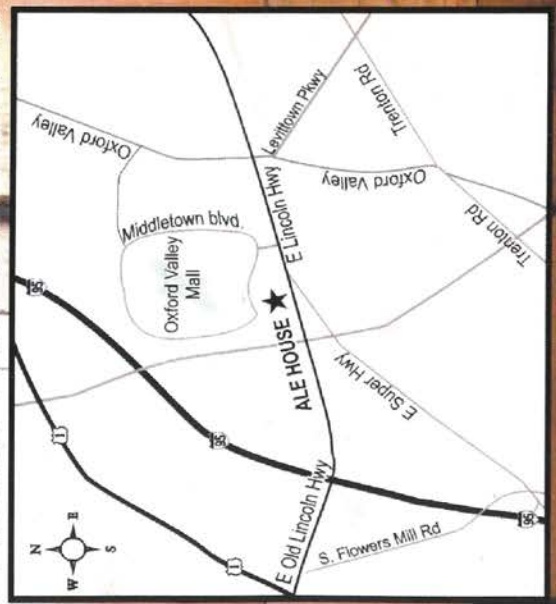 Oxford Valley
Levittown Pkwy
Trenton Rd
Oxford Valley
Middletown blvd.
E Lincoln Hwy
Trenton Rd
Oxford Valley
Mall
95
ALE HOUSE
1
95
E Super Hwy
N
W E
S
1
E Old Lincoln Hwy
S. Flowers Mill Rd
95